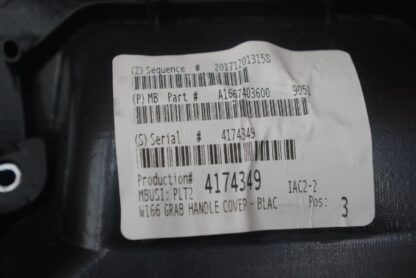 (Z) Sequence # 201712013158
(P) MB Part # A1667403600 9051
(S) Serial # 4174349
Production# 4174349
MBUSI: PLT2 IAC2-2
W166 GRAB HANDLE COVER - BLAC Pos: 3